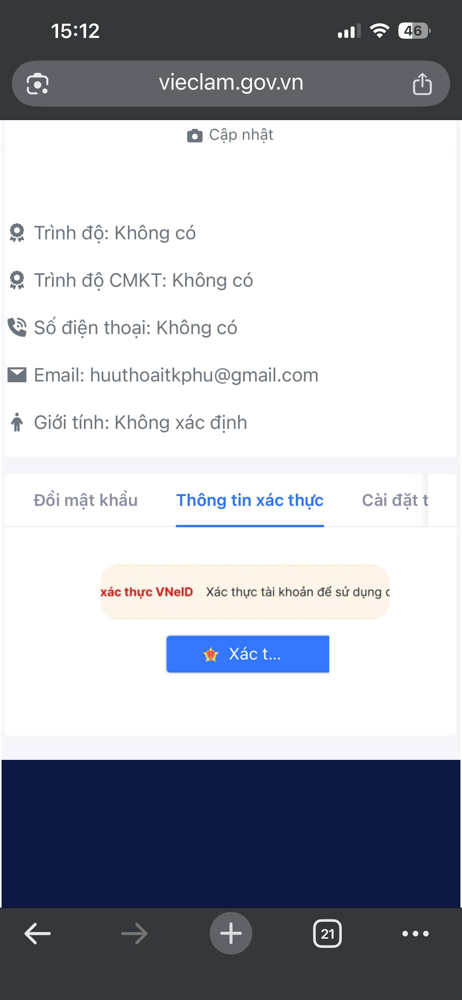 15:12
46
vieclam.gov.vn
Cập nhật
Trình độ: Không có
Trình độ CMKT: Không có
Số điện thoại: Không có
Email: huuthoaitkphu@gmail.com
Giới tính: Không xác định
Đổi mật khẩu Thông tin xác thực Cài đặt t
xác thực VNeID Xác thực tài khoản để sử dụng c
Xác t...
21